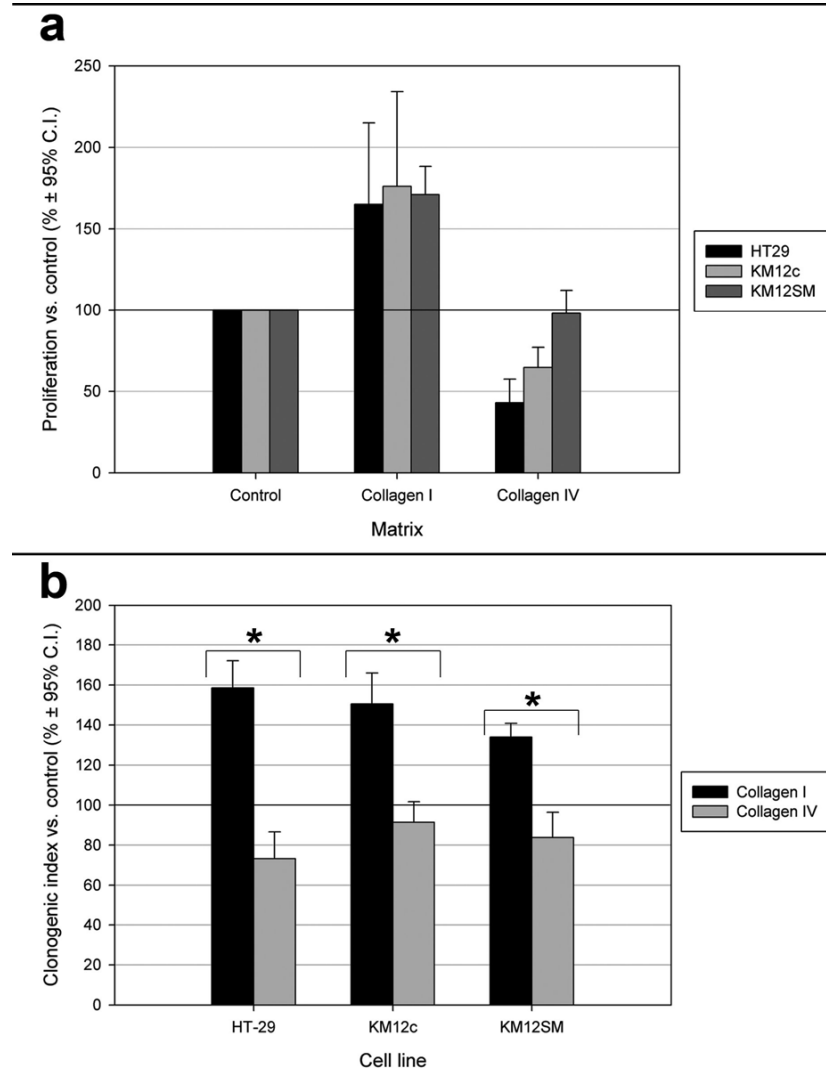 a
Proliferation vs. control (% ± 95% C.I.)
250
200
150
100
50
0
Control Collagen I Collagen IV
Matrix
HT29
KM12c
KM12SM
b
Clonogenic index vs. control (% ± 95% C.I.)
200
180
160
140
120
100
80
60
40
20
0
* * *
HT-29 KM12c KM12SM
Cell line
Collagen I
Collagen IV